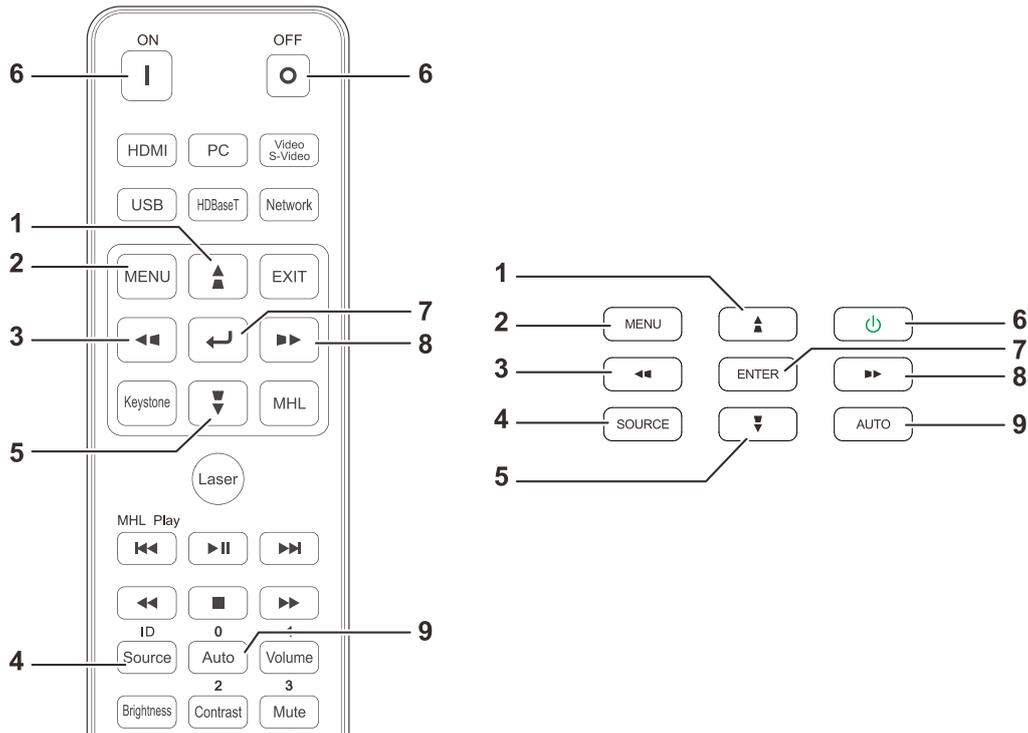 ON OFF
6 6
HDMI PC Video S-Video
USB HDBaseT Network
1
2 MENU EXIT
7
3 8
Keystone MHL
5
Laser
MHL Play
ID 0 1
9
4 Source Auto Volume
2 3
Brightness Contrast Mute
1
2 MENU 6
7
3 ENTER 8
4 SOURCE AUTO 9
5